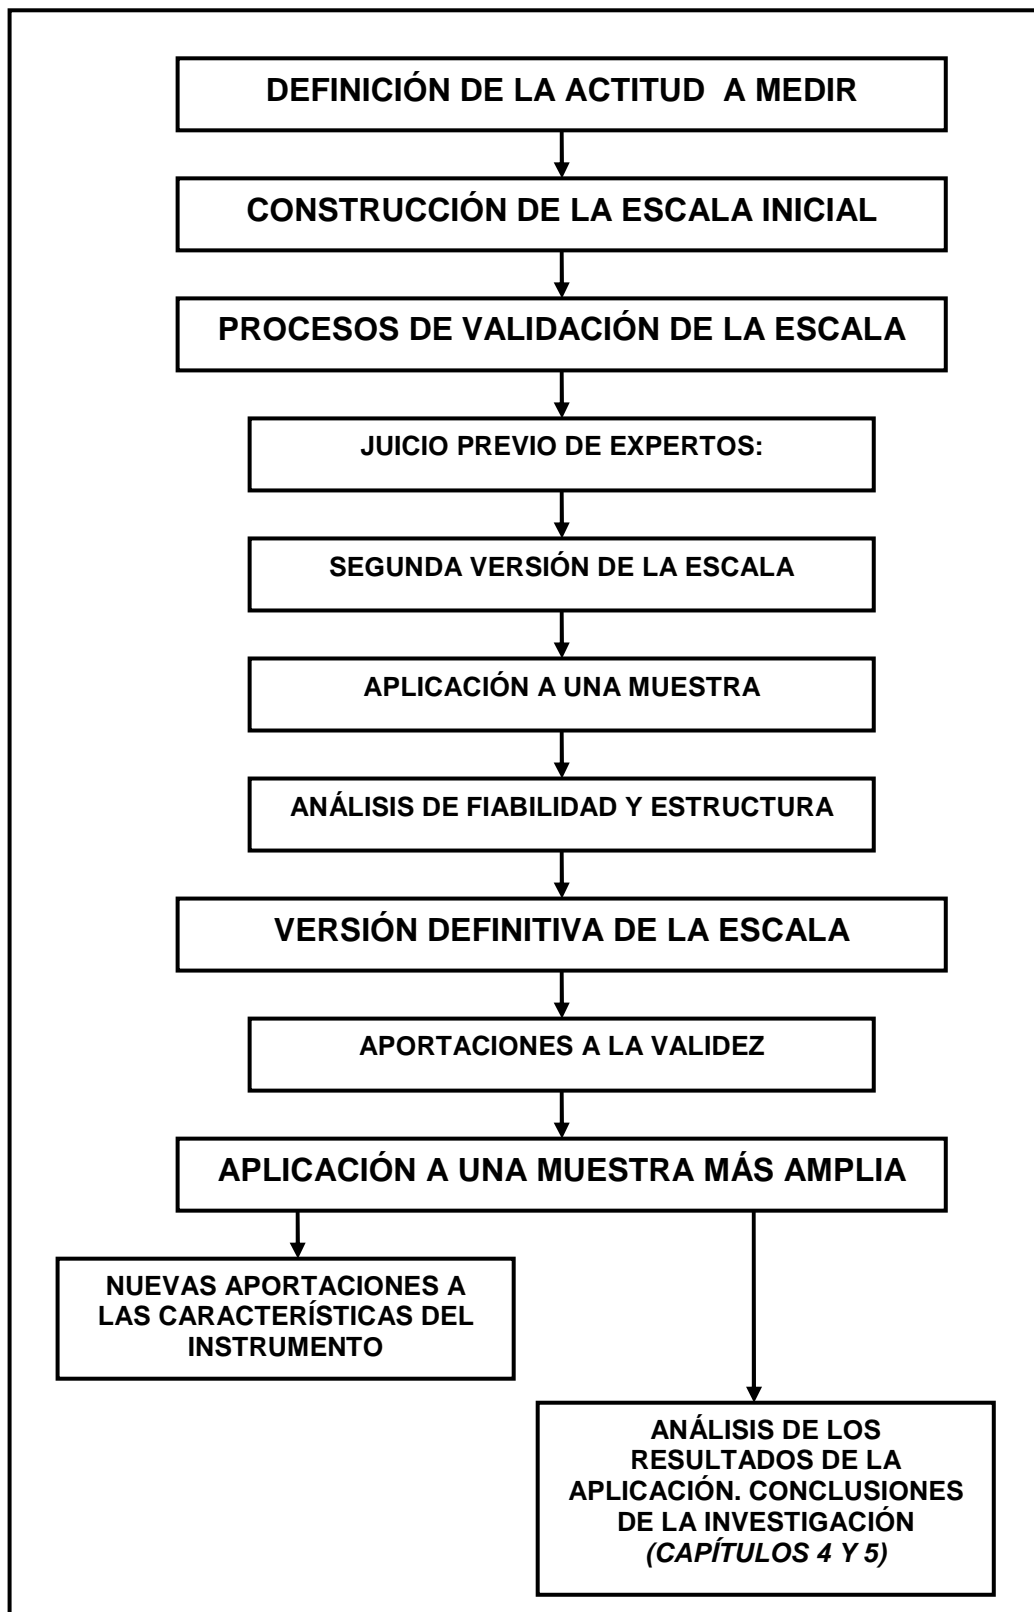 DEFINICIÓN DE LA ACTITUD A MEDIR
CONSTRUCCIÓN DE LA ESCALA INICIAL
PROCESOS DE VALIDACIÓN DE LA ESCALA
JUICIO PREVIO DE EXPERTOS:
SEGUNDA VERSIÓN DE LA ESCALA
APLICACIÓN A UNA MUESTRA
ANÁLISIS DE FIABILIDAD Y ESTRUCTURA
VERSIÓN DEFINITIVA DE LA ESCALA
APORTACIONES A LA VALIDEZ
APLICACIÓN A UNA MUESTRA MÁS AMPLIA
NUEVAS APORTACIONES A
LAS CARACTERÍSTICAS DEL
INSTRUMENTO
ANÁLISIS DE LOS
RESULTADOS DE LA
APLICACIÓN. CONCLUSIONES
DE LA INVESTIGACIÓN
(CAPÍTULOS 4 Y 5)